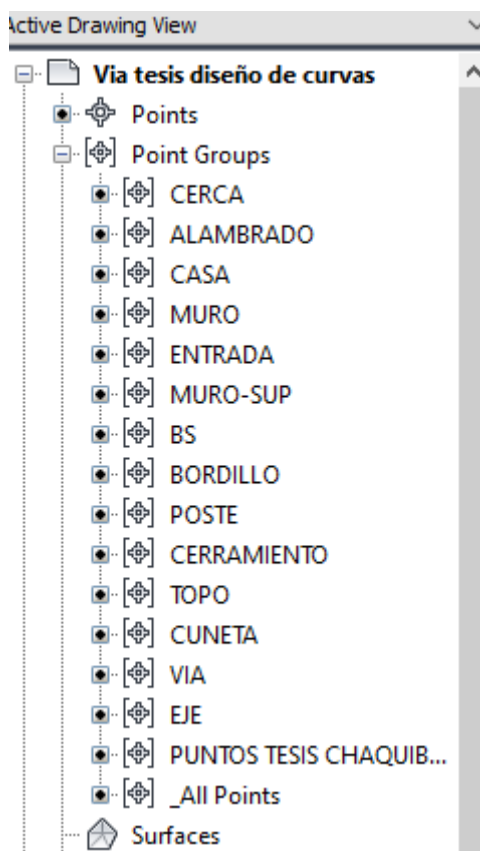 Active Drawing View
Via tesis diseño de curvas
Points
Point Groups
CERCA
ALAMBRADO
CASA
MURO
ENTRADA
MURO-SUP
BS
BORDILLO
POSTE
CERRAMIENTO
TOPO
CUNETA
VIA
EJE
PUNTOS TESIS CHAQUIB...
_All Points
Surfaces